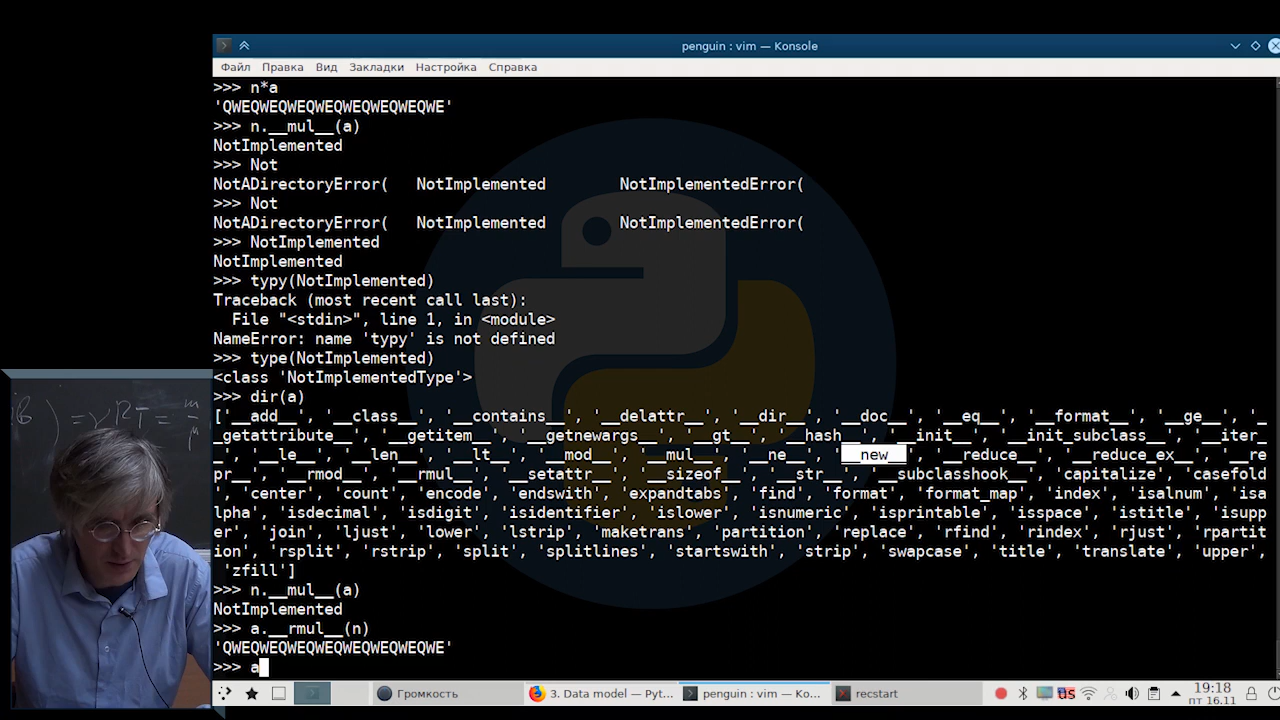 penguin : vim — Konsole
Файл Правка Вид Закладки Настройка Справка
>>> n*a
'QWEQWEQWEQWEQWEQWEQWEQWE'
>>> n.__mul__(a)
NotImplemented
>>> Not
NotADirectoryError(   NotImplemented        NotImplementedError(
>>> Not
NotADirectoryError(   NotImplemented        NotImplementedError(
>>> NotImplemented
NotImplemented
>>> typy(NotImplemented)
Traceback (most recent call last):
  File "<stdin>", line 1, in <module>
NameError: name 'typy' is not defined
>>> type(NotImplemented)
<class 'NotImplementedType'>
>>> dir(a)
['__add__', '__class__', '__contains__', '__delattr__', '__dir__', '__doc__', '__eq__', '__format__', '__ge__', '_
_getattribute__', '__getitem__', '__getnewargs__', '__gt__', '__hash__', '__init__', '__init_subclass__', '__iter_
_', '__le__', '__len__', '__lt__', '__mod__', '__mul__', '__ne__', '__new__', '__reduce__', '__reduce_ex__', '__re
pr__', '__rmod__', '__rmul__', '__setattr__', '__sizeof__', '__str__', '__subclasshook__', 'capitalize', 'casefold
', 'center', 'count', 'encode', 'endswith', 'expandtabs', 'find', 'format', 'format_map', 'index', 'isalnum', 'isa
lpha', 'isdecimal', 'isdigit', 'isidentifier', 'islower', 'isnumeric', 'isprintable', 'isspace', 'istitle', 'isupp
er', 'join', 'ljust', 'lower', 'lstrip', 'maketrans', 'partition', 'replace', 'rfind', 'rindex', 'rjust', 'rpartit
ion', 'rsplit', 'rstrip', 'split', 'splitlines', 'startswith', 'strip', 'swapcase', 'title', 'translate', 'upper',
 'zfill']
>>> n.__mul__(a)
NotImplemented
>>> a.__rmul__(n)
'QWEQWEQWEQWEQWEQWEQWEQWE'
>>> a
Громкость
3. Data model — Pyt...
penguin : vim — Ko...
recstart
us
19:18
пт 16.11